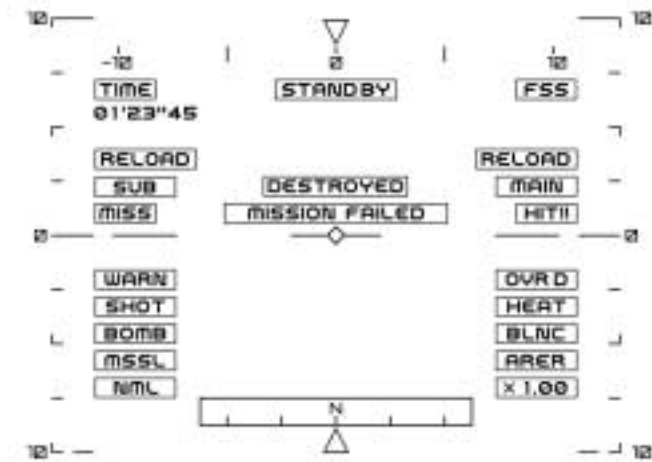 10 10
-10 0 10
TIME STANDBY FSS
01'23"45
RELOAD RELOAD
SUB DESTROYED MAIN
MISS MISSION FAILED HIT!!
0 0
WARN OVR D
SHOT HEAT
BOMB BLNC
MSSL ARER
NML × 1.00
N
10 10